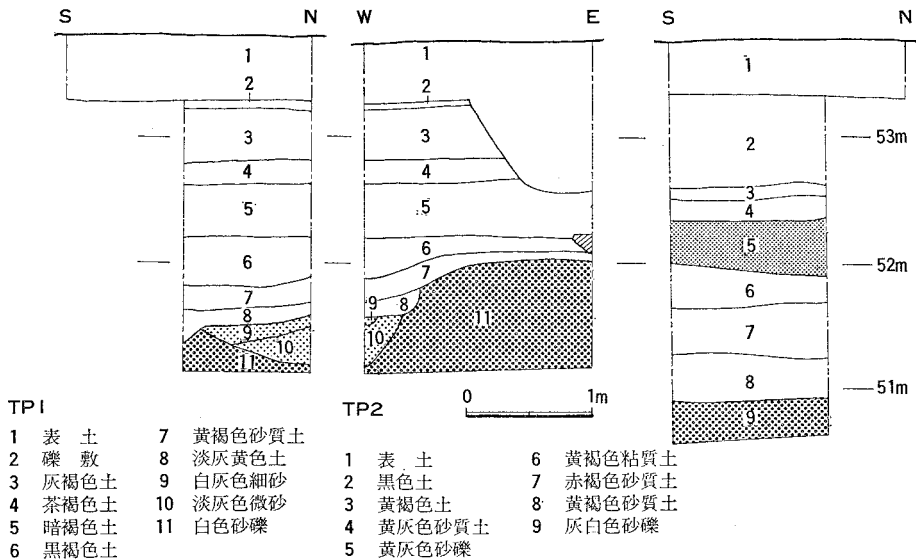 S N W E S N
1 1 1
2 2
3 3 2
4 4 3
5 5 4
6 6 5
7 7 6
8 9 8 7
9 10 10 11 8
11 9
53m
52m
51m
0 1m
TP1
1 表土 7 黄褐色砂質土
2 礫敷 8 淡灰黄色土
3 灰褐色土 9 白灰色細砂
4 茶褐色土 10 淡灰色微砂
5 暗褐色土 11 白色砂礫
6 黒褐色土
TP2
1 表土 6 黄褐色粘質土
2 黒色土 7 赤褐色砂質土
3 黄褐色土 8 黄褐色砂質土
4 黄灰色砂質土 9 灰白色砂礫
5 黄灰色砂礫